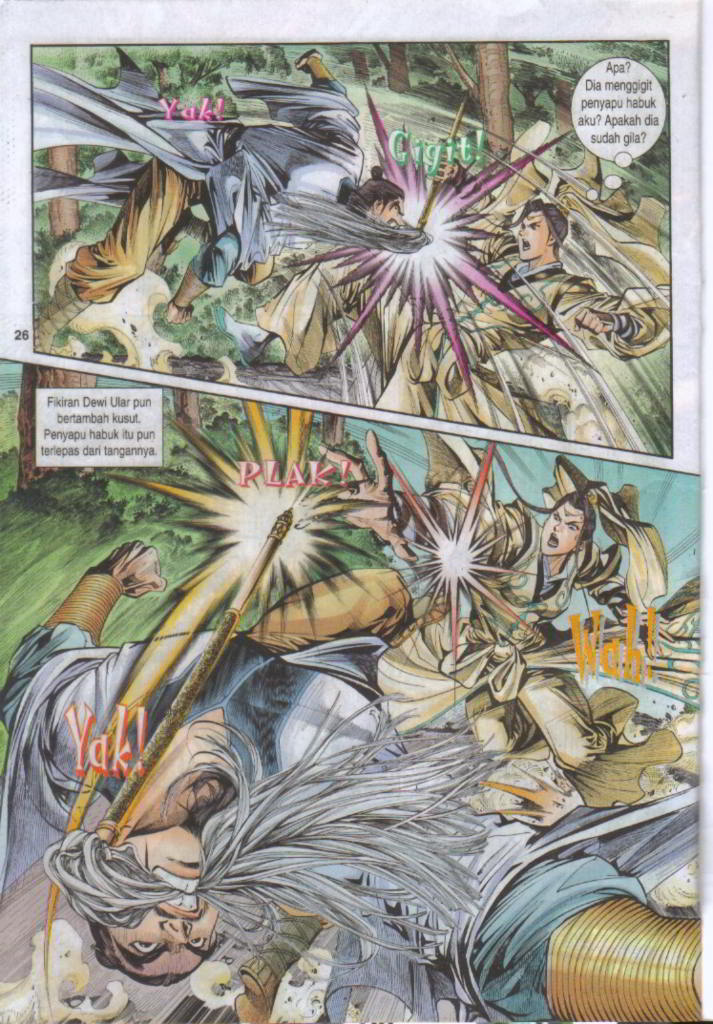 Apa?
Dia menggigit
penyapu habuk
aku? Apakah dia
sudah gila?
Yak!
Gigit!
26
Fikiran Dewi Ular pun
bertambah kusut.
Penyapu habuk itu pun
terlepas dari tangannya.
PLAK!
Wah!
Yak!